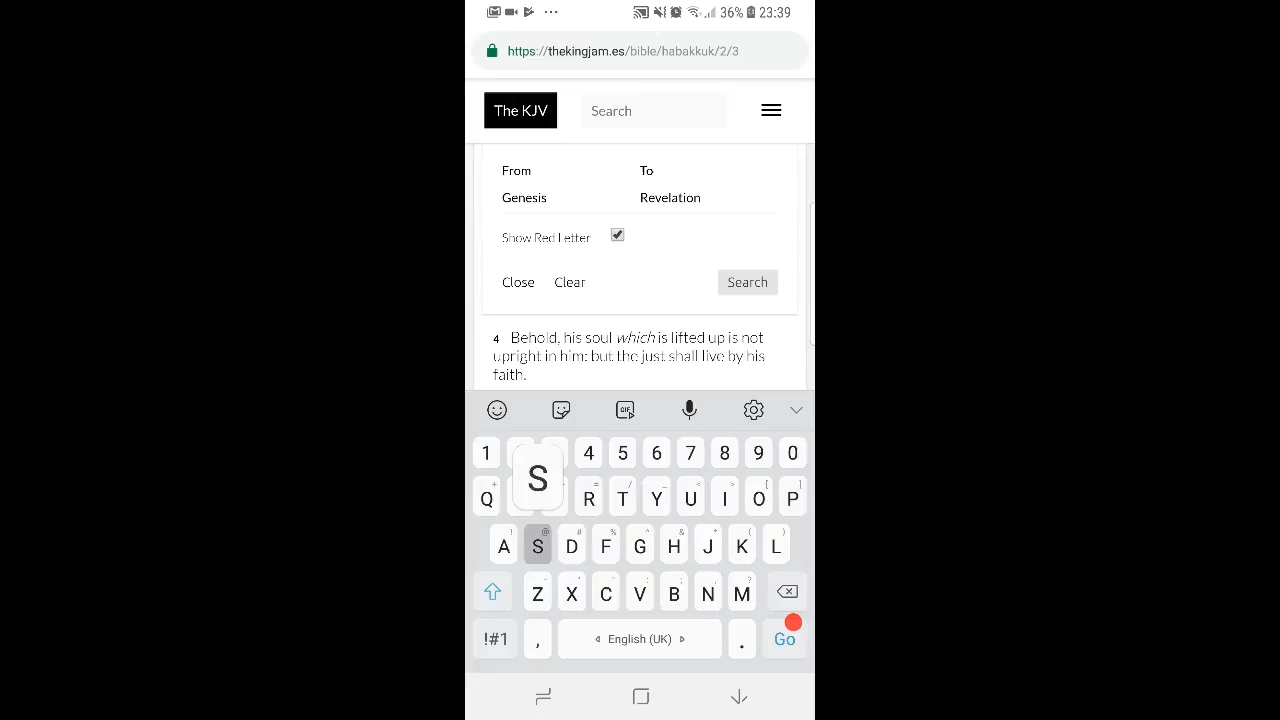 36% 23:39
https://thekingjam.es/bible/habakkuk/2/3
The KJV Search
From To
Genesis Revelation
Show Red Letter
Close Clear Search
4 Behold, his soul which is lifted up is not
upright in him: but the just shall live by his
faith.
GIF
1 4 5 6 7 8 9 0
S
+ = / _ < > [ ]
Q R T Y U I O P
! @ # % ^ & * ( )
A S D F G H J K L
- ' " : ; , ?
Z X C V B N M
!#1 , English (UK) . Go